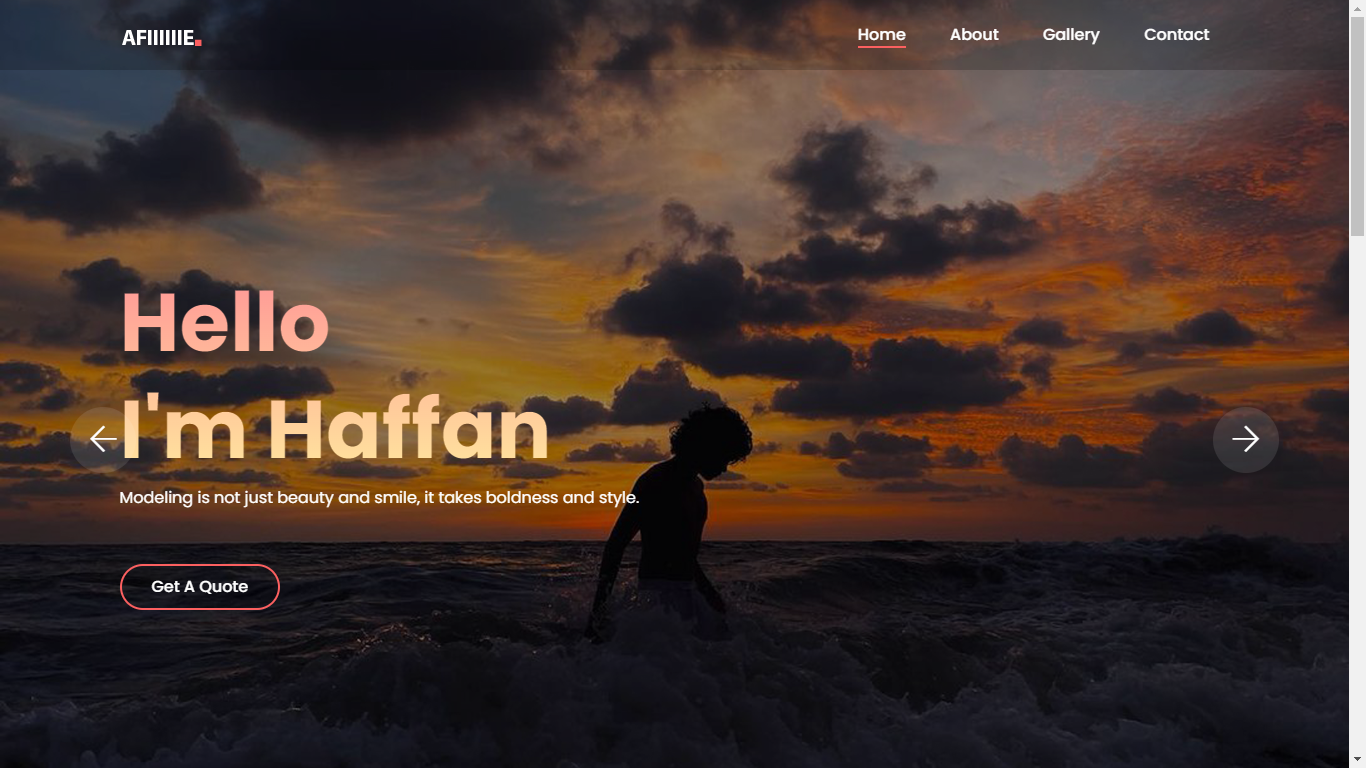 AFIIIIIIE.
Home About Gallery Contact
Hello
I'm Haffan
Modeling is not just beauty and smile, it takes boldness and style.
Get A Quote